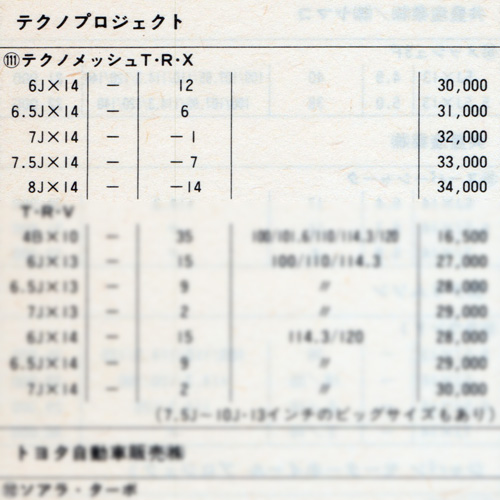 テクノプロジェクト
⑪テクノメッシュT・R・X
6J×14 — 12 30,000
6.5J×14 — 6 31,000
7J×14 — -1 32,000
7.5J×14 — -7 33,000
8J×14 — -14 34,000
T・R・V
4B×10 — 35 100/101.6/110/114.3/120 16,500
6J×13 — 15 100/110/114.3 27,000
6.5J×13 — 9 〃 28,000
7J×13 — 2 〃 29,000
6J×14 — 15 114.3/120 28,000
6.5J×14 — 9 〃 29,000
7J×14 — 2 〃 30,000
(7.5J〜10J・13インチのビッグサイズもあり)
トヨタ自動車販売㈱
ソアラ・ターボ